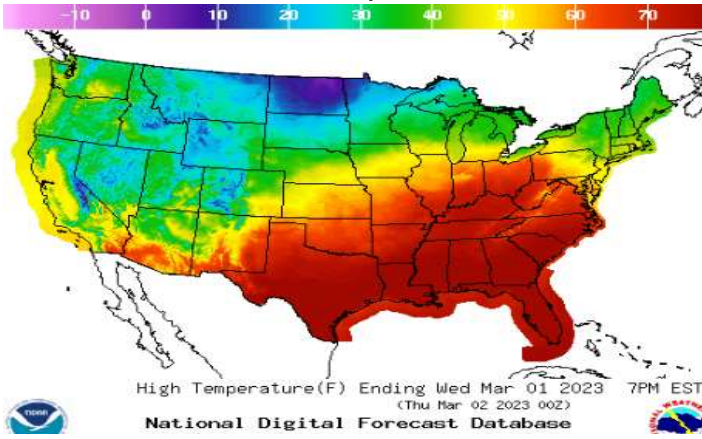 -10 0 10 20 30 40 50 60 70
High Temperature(F) Ending Wed Mar 01 2023 7PM EST
(Thu Mar 02 2023 00Z)
National Digital Forecast Database